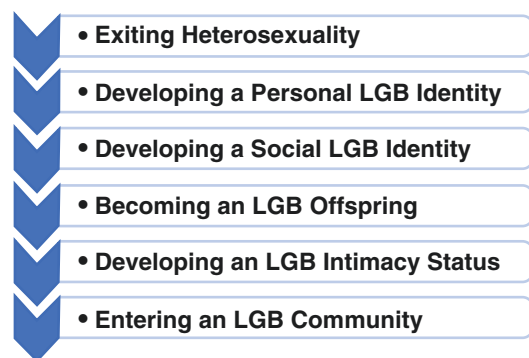 • Exiting Heterosexuality
• Developing a Personal LGB Identity
• Developing a Social LGB Identity
• Becoming an LGB Offspring
• Developing an LGB Intimacy Status
• Entering an LGB Community